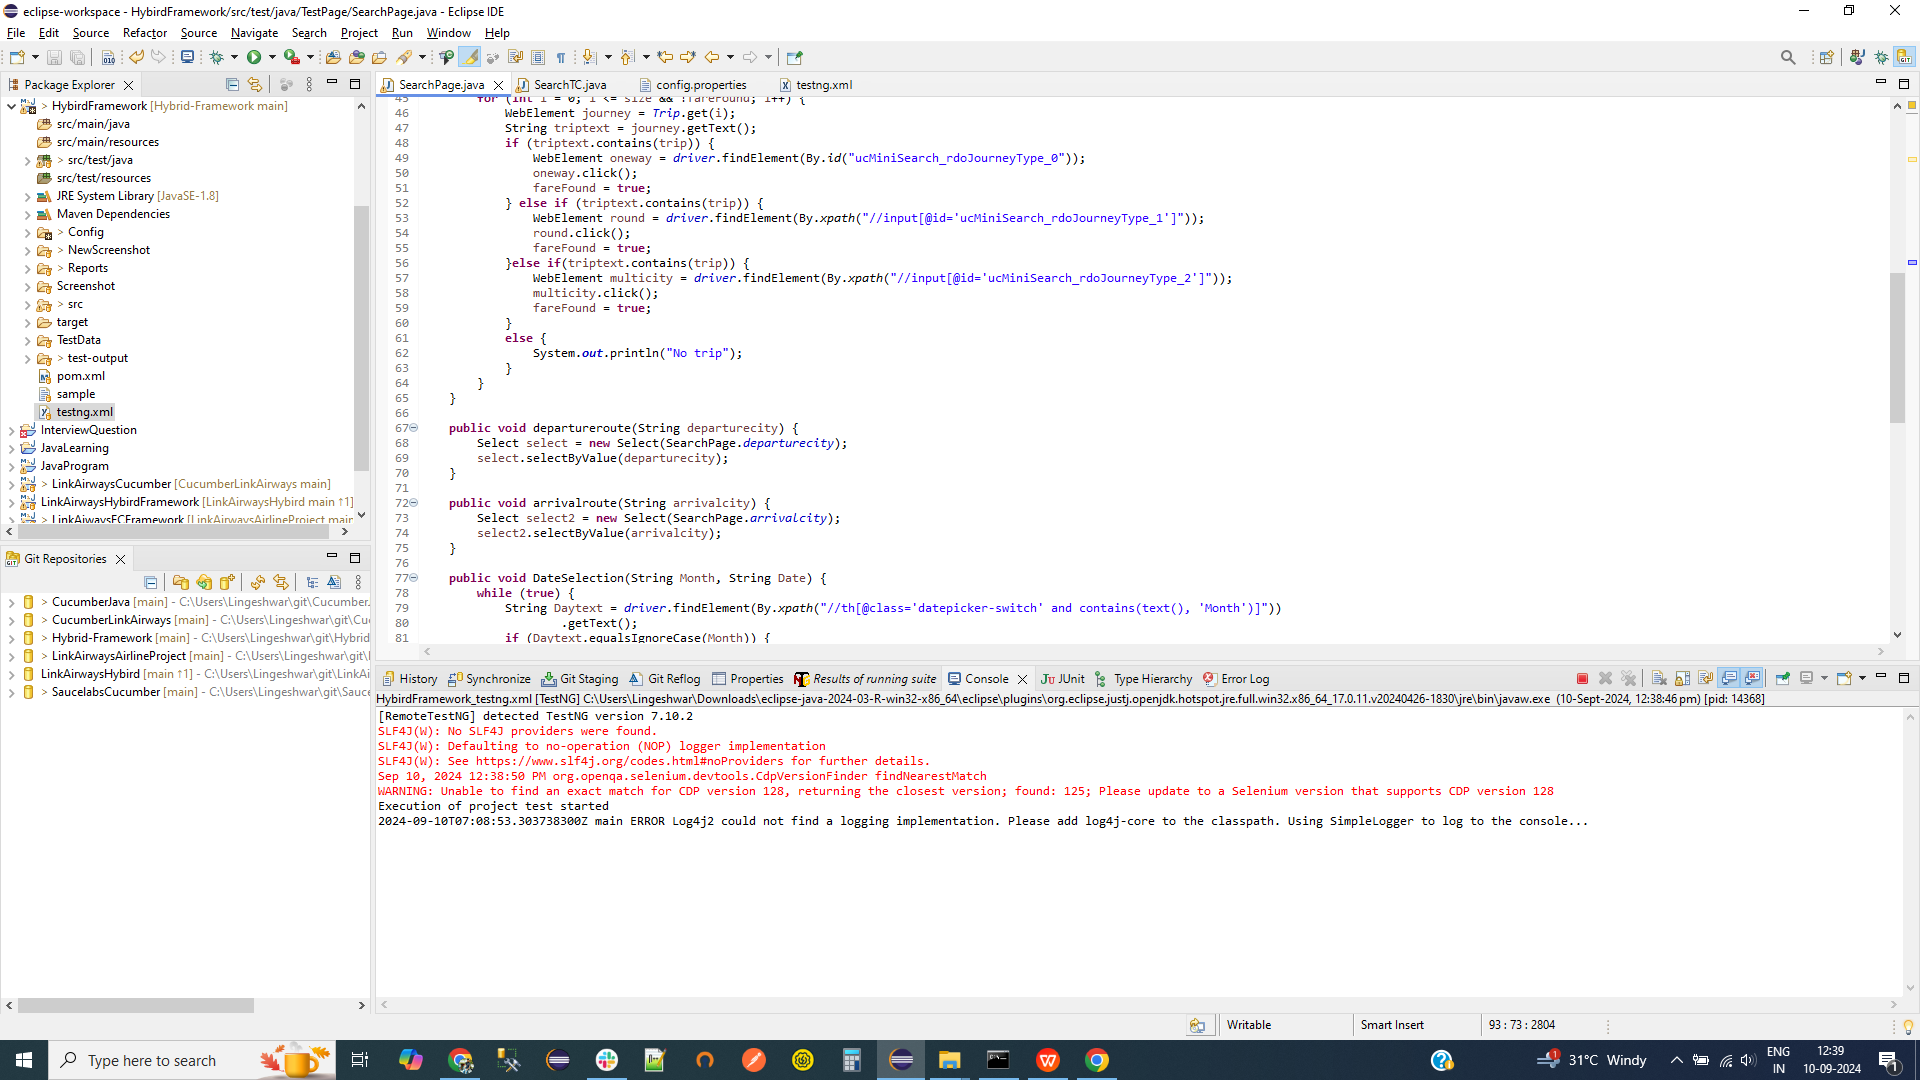 eclipse-workspace - HybirdFramework/src/test/java/TestPage/SearchPage.java - Eclipse IDE
File Edit Source Refactor Source Navigate Search Project Run Window Help
Package Explorer
HybirdFramework [Hybrid-Framework main]
src/main/java
src/main/resources
> src/test/java
src/test/resources
JRE System Library [JavaSE-1.8]
Maven Dependencies
> Config
> NewScreenshot
> Reports
Screenshot
> src
target
TestData
> test-output
pom.xml
sample
testng.xml
InterviewQuestion
JavaLearning
JavaProgram
> LinkAirwaysCucumber [CucumberLinkAirways main]
LinkAirwaysHybirdFramework [LinkAirwaysHybird main ↑1]
> LinkAirwaysECFramework [LinkAirwaysAirlineProject main
Git Repositories
> CucumberJava [main] - C:\Users\Lingeshwar\git\Cucumber.
> CucumberLinkAirways [main] - C:\Users\Lingeshwar\git\Cu
> Hybrid-Framework [main] - C:\Users\Lingeshwar\git\Hybrid
> LinkAirwaysAirlineProject [main] - C:\Users\Lingeshwar\git\
LinkAirwaysHybird [main ↑1] - C:\Users\Lingeshwar\git\LinkAi
> SaucelabsCucumber [main] - C:\Users\Lingeshwar\git\Sauce
SearchPage.java SearchTC.java config.properties testng.xml
45 for (int i = 0; i <= size && !fareFound; i++) {
46 WebElement journey = Trip.get(i);
47 String triptext = journey.getText();
48 if (triptext.contains(trip)) {
49 WebElement oneway = driver.findElement(By.id("ucMiniSearch_rdoJourneyType_0"));
50 oneway.click();
51 fareFound = true;
52 } else if (triptext.contains(trip)) {
53 WebElement round = driver.findElement(By.xpath("//input[@id='ucMiniSearch_rdoJourneyType_1']"));
54 round.click();
55 fareFound = true;
56 }else if(triptext.contains(trip)) {
57 WebElement multicity = driver.findElement(By.xpath("//input[@id='ucMiniSearch_rdoJourneyType_2']"));
58 multicity.click();
59 fareFound = true;
60 }
61 else {
62 System.out.println("No trip");
63 }
64 }
65 }
66
67 public void departureroute(String departurecity) {
68 Select select = new Select(SearchPage.departurecity);
69 select.selectByValue(departurecity);
70 }
71
72 public void arrivalroute(String arrivalcity) {
73 Select select2 = new Select(SearchPage.arrivalcity);
74 select2.selectByValue(arrivalcity);
75 }
76
77 public void DateSelection(String Month, String Date) {
78 while (true) {
79 String Daytext = driver.findElement(By.xpath("//th[@class='datepicker-switch' and contains(text(), 'Month')]"))
80 .getText();
81 if (Daytext.equalsIgnoreCase(Month)) {
History Synchronize Git Staging Git Reflog Properties Results of running suite Console JUnit Type Hierarchy Error Log
HybirdFramework_testng.xml [TestNG] C:\Users\Lingeshwar\Downloads\eclipse-java-2024-03-R-win32-x86_64\eclipse\plugins\org.eclipse.justj.openjdk.hotspot.jre.full.win32.x86_64_17.0.11.v20240426-1830\jre\bin\javaw.exe (10-Sept-2024, 12:38:46 pm) [pid: 14368]
[RemoteTestNG] detected TestNG version 7.10.2
SLF4J(W): No SLF4J providers were found.
SLF4J(W): Defaulting to no-operation (NOP) logger implementation
SLF4J(W): See https://www.slf4j.org/codes.html#noProviders for further details.
Sep 10, 2024 12:38:50 PM org.openqa.selenium.devtools.CdpVersionFinder findNearestMatch
WARNING: Unable to find an exact match for CDP version 128, returning the closest version; found: 125; Please update to a Selenium version that supports CDP version 128
Execution of project test started
2024-09-10T07:08:53.303738300Z main ERROR Log4j2 could not find a logging implementation. Please add log4j-core to the classpath. Using SimpleLogger to log to the console...
Writable Smart Insert 93 : 73 : 2804
Type here to search
31°C Windy
ENG
IN
12:39
10-09-2024
1